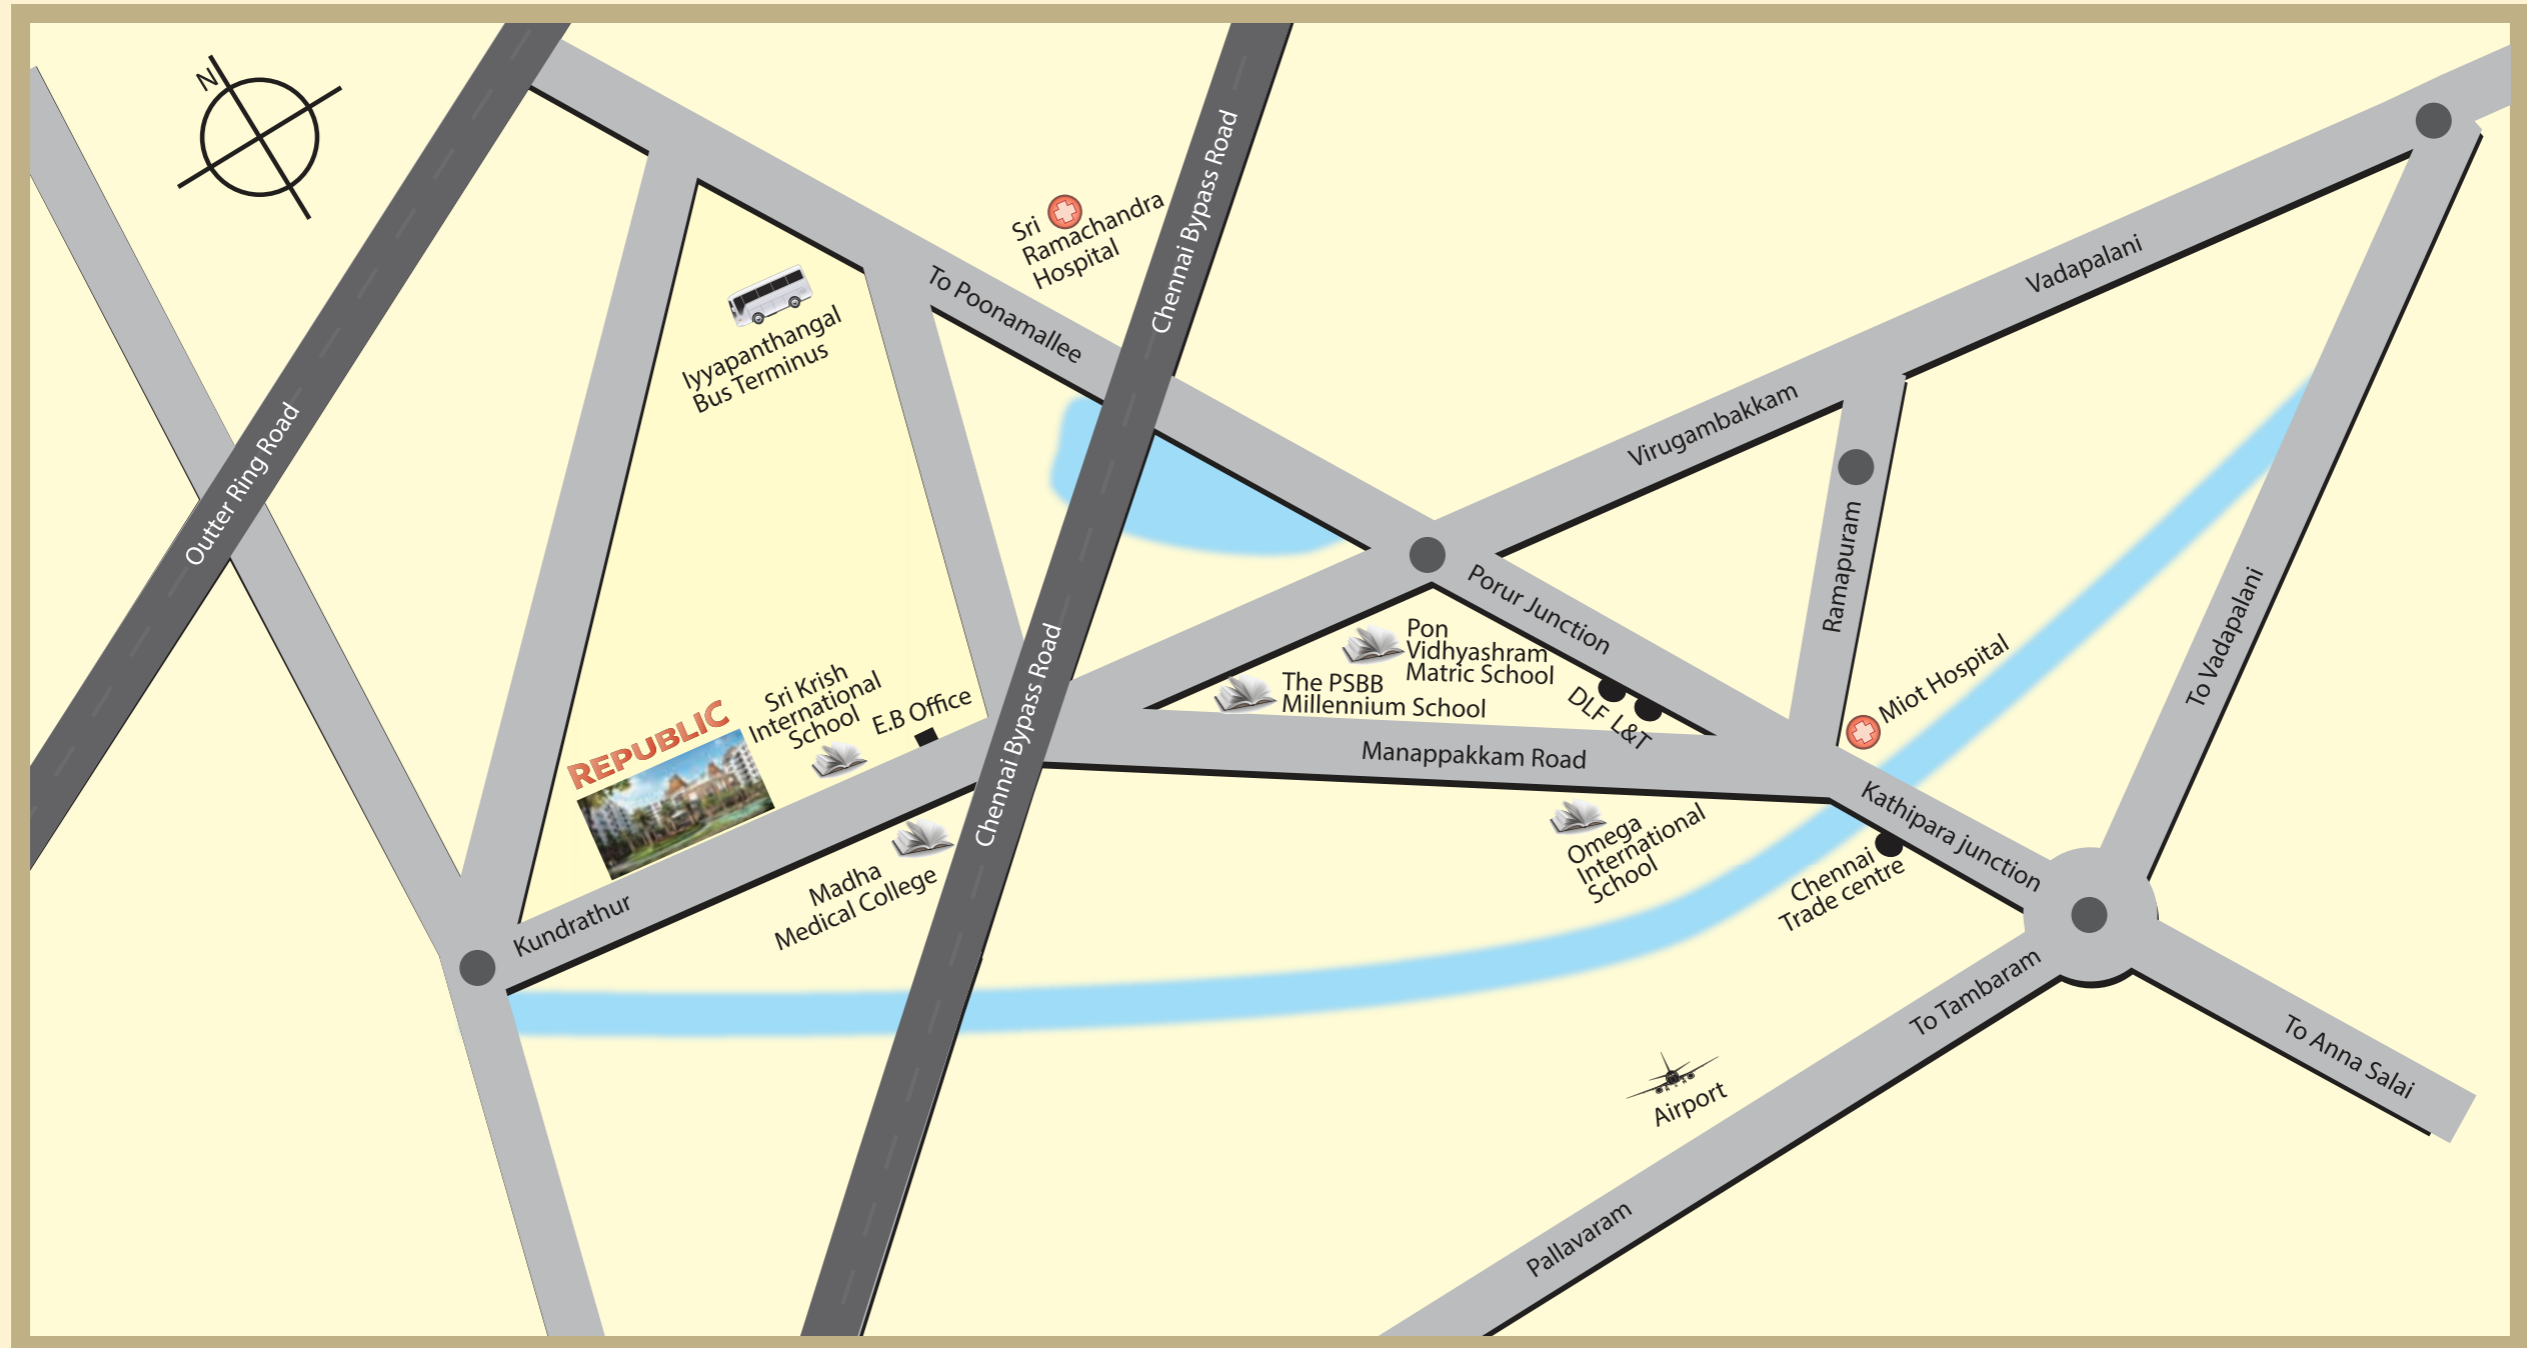 N
Outter Ring Road
Chennai Bypass Road
Sri
Ramachandra
Hospital
To Poonamallee
Iyyapanthangal
Bus Terminus
Vadapalani
Virugambakkam
Ramapuram
Porur Junction
Pon
Vidhyashram
Matric School
The PSBB
Millennium School
DLF L&T
Manappakkam Road
Miot Hospital
To Vadapalani
REPUBLIC
Sri Krish
International
School
E.B Office
Chennai Bypass Road
Kundrathur
Madha
Medical College
Omega
International
School
Kathipara junction
Chennai
Trade centre
To Tambaram
To Anna Salai
Airport
Pallavaram